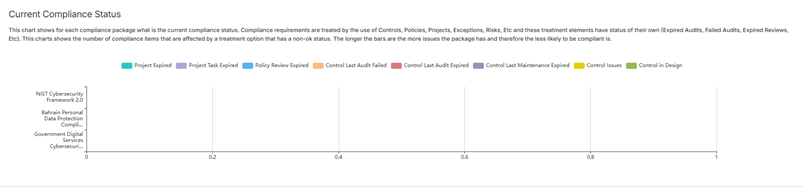 Current Compliance Status
This chart shows for each compliance package what is the current compliance status. Compliance requirements are treated by the use of Controls, Policies, Projects, Exceptions, Risks, Etc and these treatment elements have status of their own (Expired Audits, Failed Audits, Expired Reviews,
Etc). This charts shows the number of compliance items that are affected by a treatment option that has a non-ok status. The longer the bars are the more issues the package has and therefore the less likely to be compliant is.
Project Expired Project Task Expired Policy Review Expired Control Last Audit Failed Control Last Audit Expired Control Last Maintenance Expired Control Issues Control in Design
NIST Cybersecurity
Framework 2.0
Bahrain Personal
Data Protection
Compli...
Government Digital
Services
Cybersecuri...
0 0.2 0.4 0.6 0.8 1